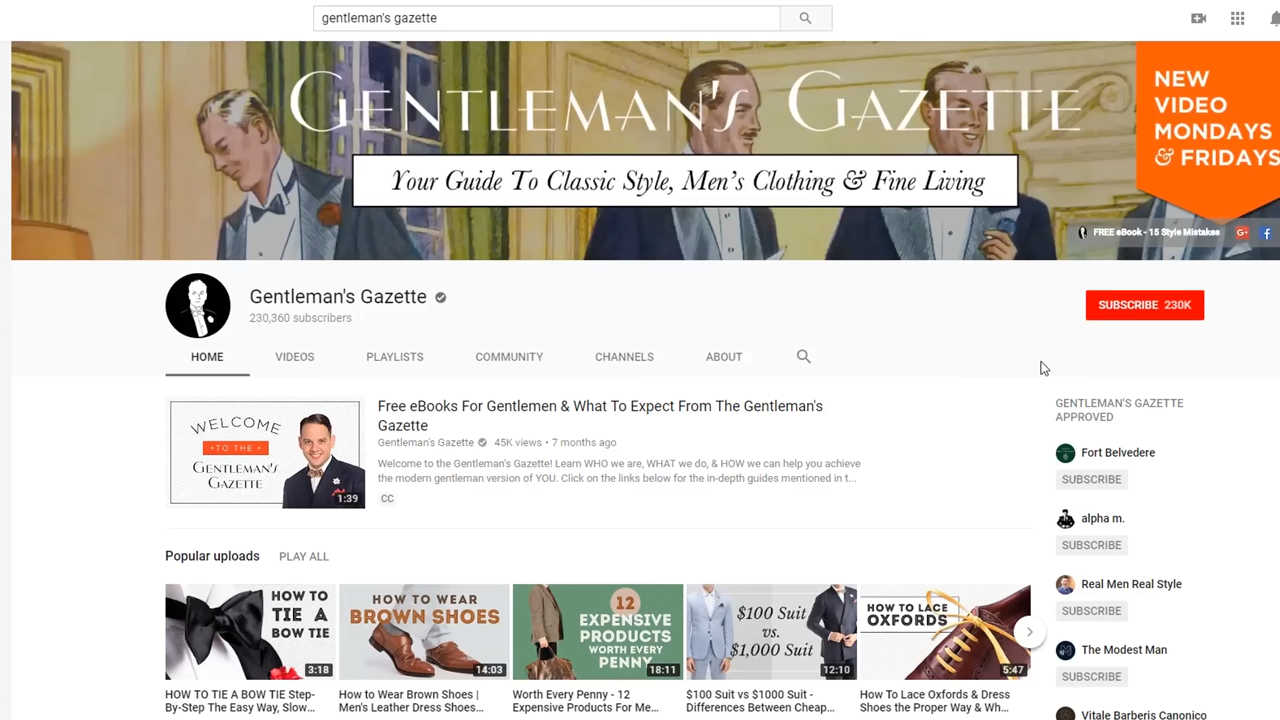 gentleman's gazette
GENTLEMAN'S GAZETTE
Your Guide To Classic Style, Men's Clothing & Fine Living
NEW
VIDEO
MONDAYS
& FRIDAYS
FREE eBook - 15 Style Mistakes
G+
f
Gentleman's Gazette
230,360 subscribers
SUBSCRIBE 230K
HOME VIDEOS PLAYLISTS COMMUNITY CHANNELS ABOUT
WELCOME
TO THE
GENTLEMAN'S
GAZETTE
1:39
Free eBooks For Gentlemen & What To Expect From The Gentleman's
Gazette
Gentleman's Gazette 45K views • 7 months ago
Welcome to the Gentleman's Gazette! Learn WHO we are, WHAT we do, & HOW we can help you achieve
the modern gentleman version of YOU. Click on the links below for the in-depth guides mentioned in t...
CC
GENTLEMAN'S GAZETTE
APPROVED
Fort Belvedere
SUBSCRIBE
alpha m.
SUBSCRIBE
Real Men Real Style
SUBSCRIBE
The Modest Man
SUBSCRIBE
Vitale Barberis Canonico
Popular uploads PLAY ALL
HOW TO
TIE A
BOW TIE
3:18
HOW TO TIE A BOW TIE Step-
By-Step The Easy Way, Slow...
HOW TO WEAR
BROWN SHOES
14:03
How to Wear Brown Shoes |
Men's Leather Dress Shoes...
12
EXPENSIVE
PRODUCTS
WORTH EVERY
PENNY
18:11
Worth Every Penny - 12
Expensive Products For Me...
$100 Suit
vs.
$1,000 Suit
12:10
$100 Suit vs $1000 Suit -
Differences Between Cheap...
HOW TO LACE
OXFORDS
5:47
How To Lace Oxfords & Dress
Shoes the Proper Way & Wh...